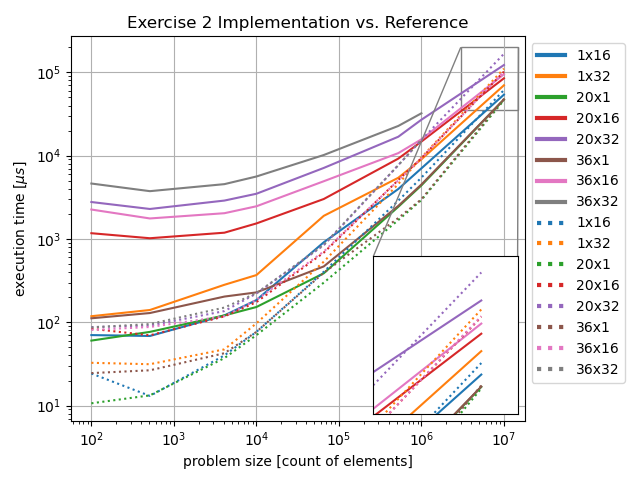 Exercise 2 Implementation vs. Reference
execution time [μs]
10^5
10^4
10^3
10^2
10^1
10^2
10^3
10^4
10^5
10^6
10^7
problem size [count of elements]
1x16
1x32
20x1
20x16
20x32
36x1
36x16
36x32
1x16
1x32
20x1
20x16
20x32
36x1
36x16
36x32